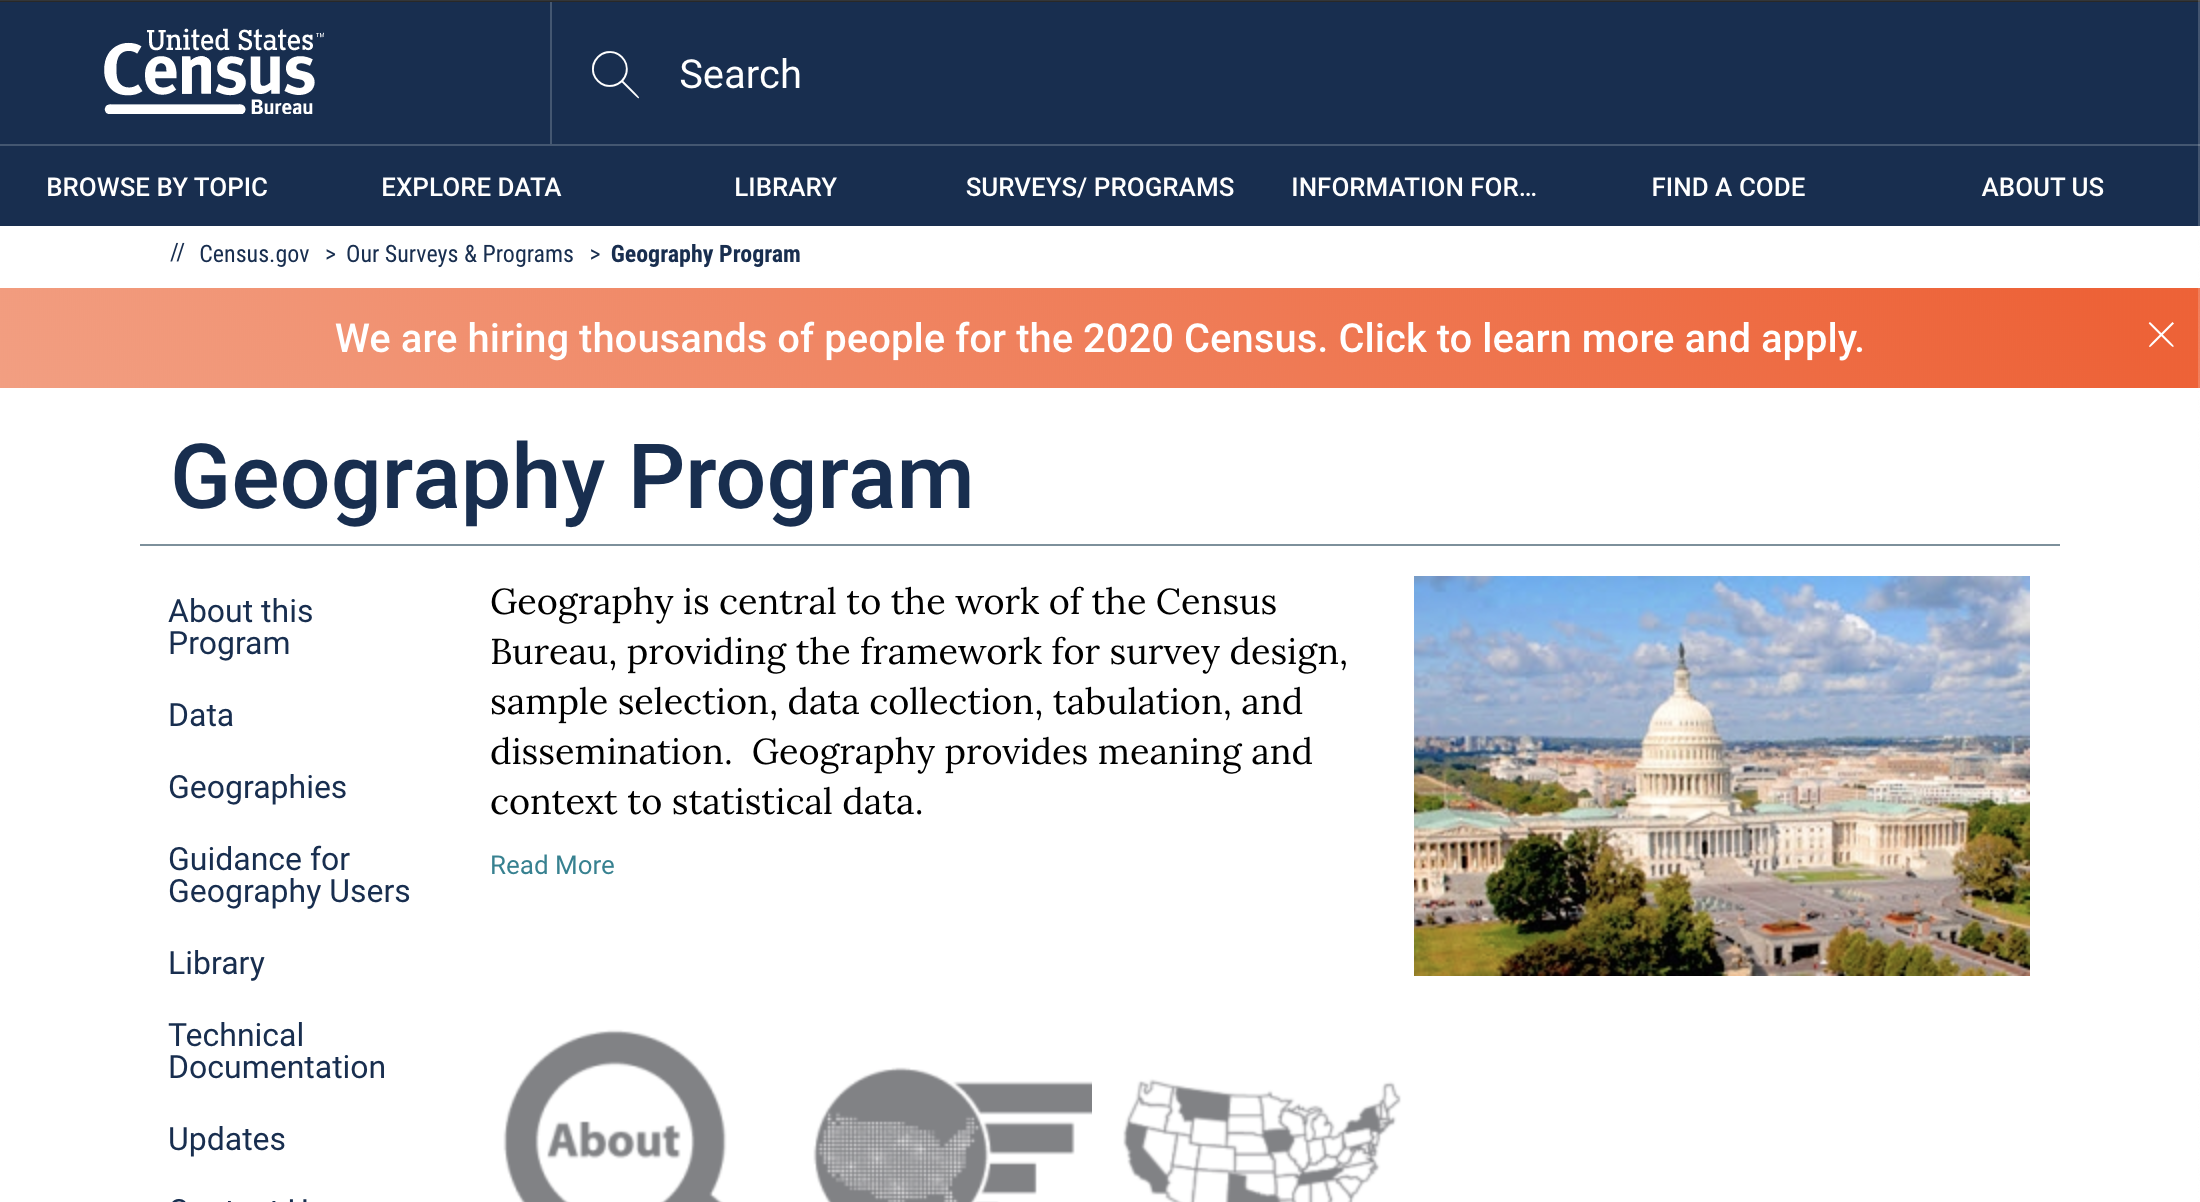 United States™
Census
Bureau
Search
BROWSE BY TOPIC
EXPLORE DATA
LIBRARY
SURVEYS/ PROGRAMS
INFORMATION FOR...
FIND A CODE
ABOUT US
// Census.gov > Our Surveys & Programs > Geography Program
We are hiring thousands of people for the 2020 Census. Click to learn more and apply.
Geography Program
About this
Program
Data
Geographies
Guidance for
Geography Users
Library
Technical
Documentation
Updates
Geography is central to the work of the Census
Bureau, providing the framework for survey design,
sample selection, data collection, tabulation, and
dissemination.  Geography provides meaning and
context to statistical data.
Read More
About